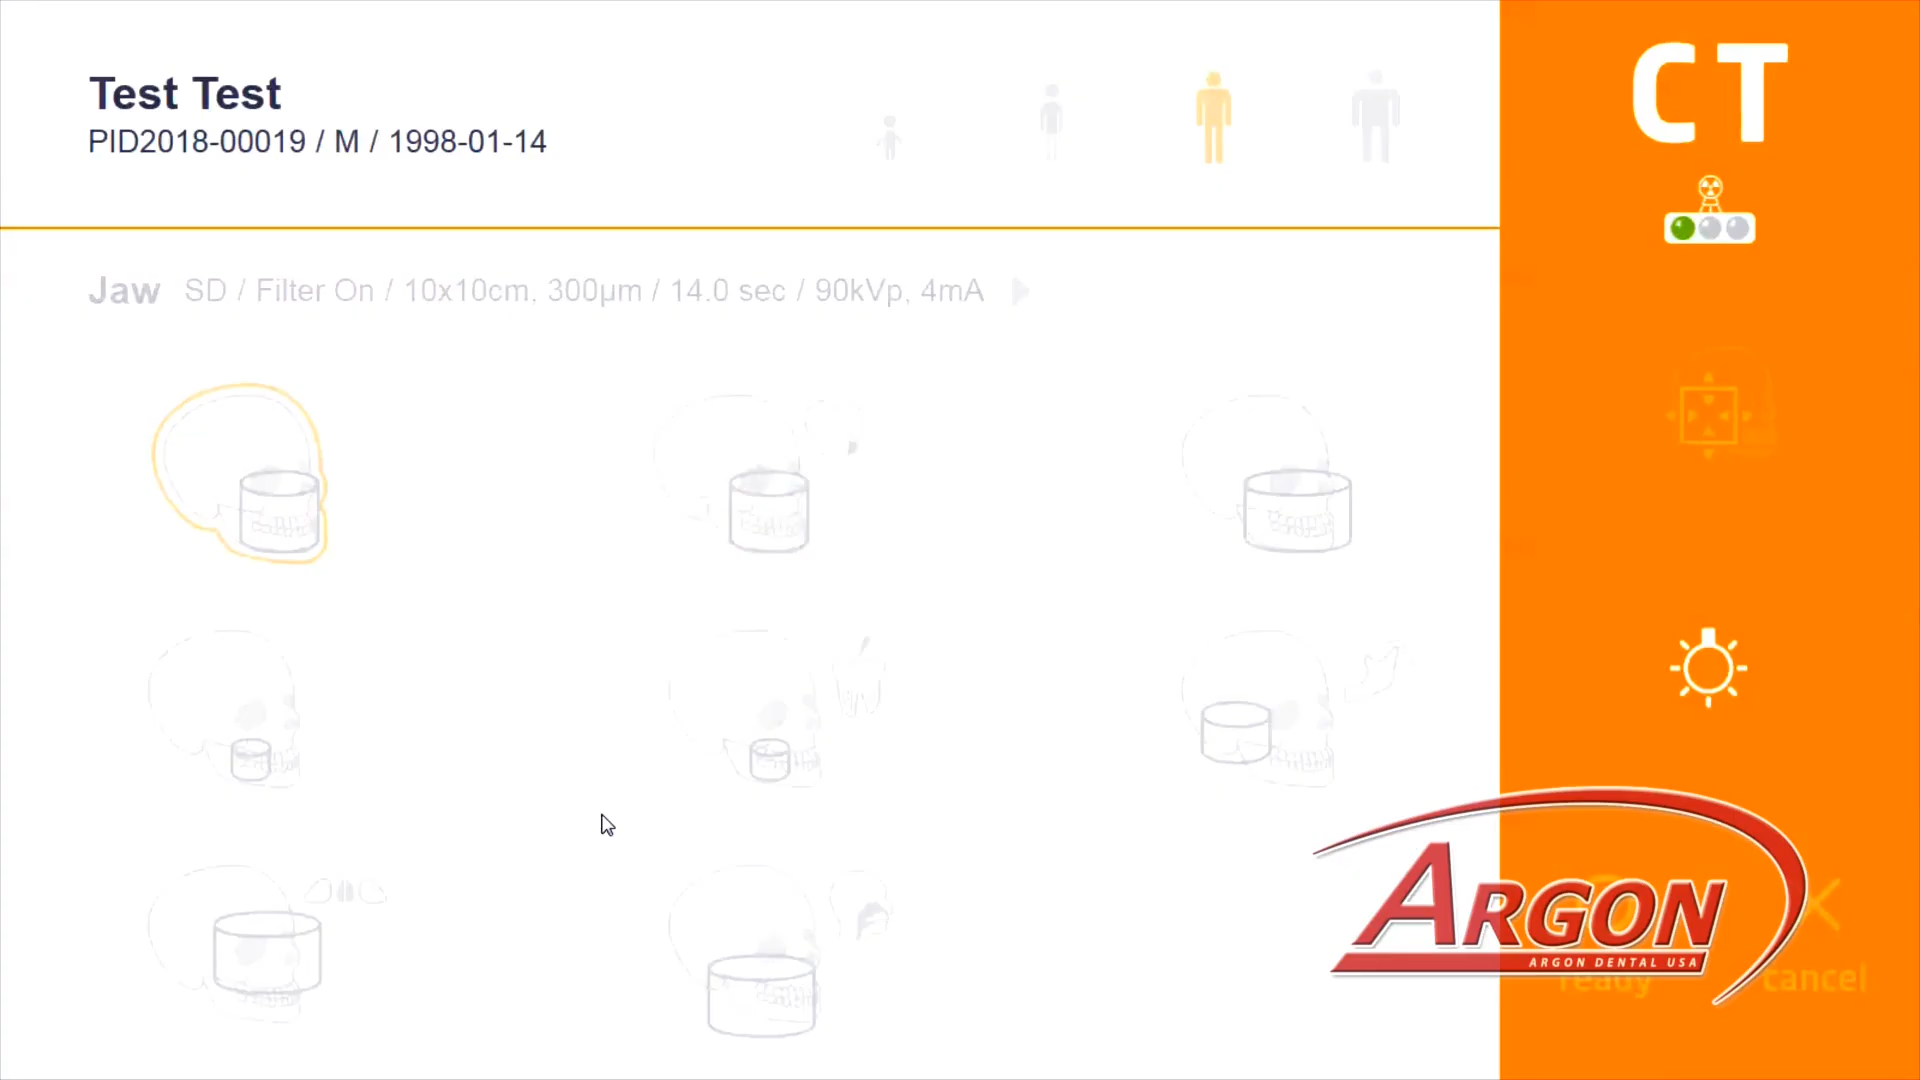 Test Test
PID2018-00019 / M / 1998-01-14
CT
Jaw SD / Filter On / 10x10cm, 300µm / 14.0 sec / 90kVp, 4mA
ARGON
ARGON DENTAL USA
ready
cancel